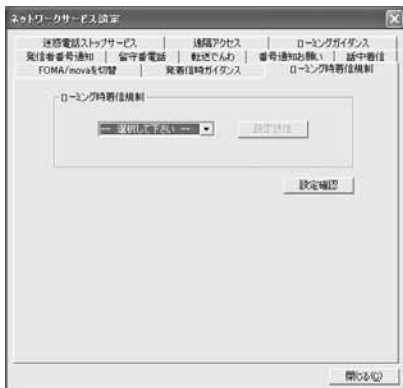 ネットワークサービス設定
迷惑電話ストップサービス 遠隔アクセス ローミングガイダンス
発信者番号通知 留守番電話 転送でんわ 番号通知お願い 話中着信
FOMA/movaを切替 発着信時ガイダンス ローミング時着信規制
ローミング時着信規制
-- 選択して下さい -- 設定送信
設定確認
閉じる(C)